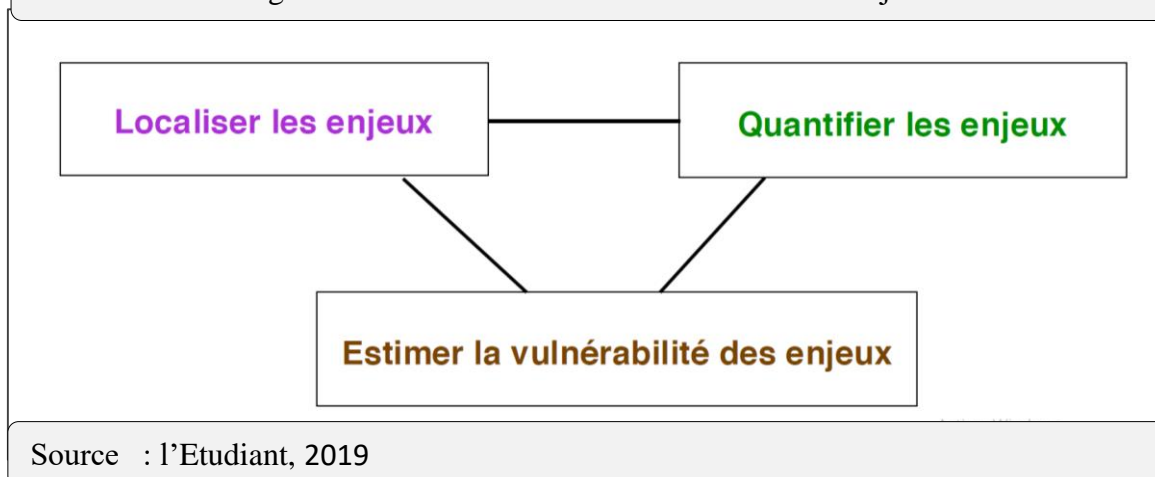 Localiser les enjeux
Quantifier les enjeux
Estimer la vulnérabilité des enjeux
Source : l’Etudiant, 2019